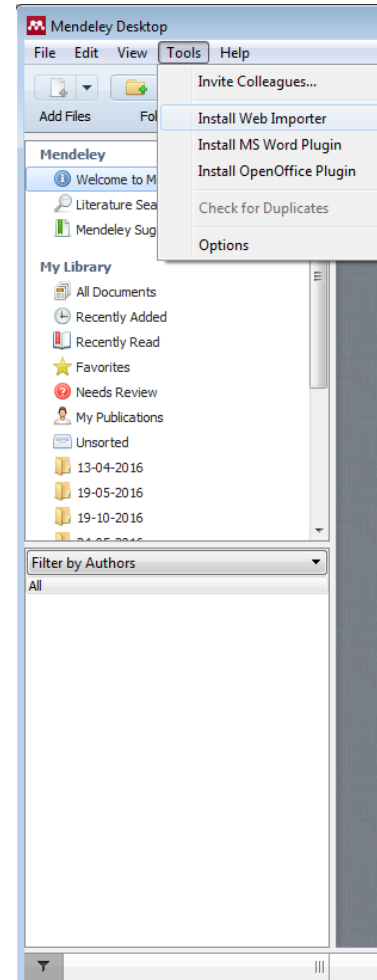 Mendeley Desktop
File Edit View Tools Help
Invite Colleagues...
Install Web Importer
Install MS Word Plugin
Install OpenOffice Plugin
Check for Duplicates
Options
Add Files Fol
Mendeley
Welcome to M
Literature Sea
Mendeley Sug
My Library
All Documents
Recently Added
Recently Read
Favorites
Needs Review
My Publications
Unsorted
13-04-2016
19-05-2016
19-10-2016
Filter by Authors
All